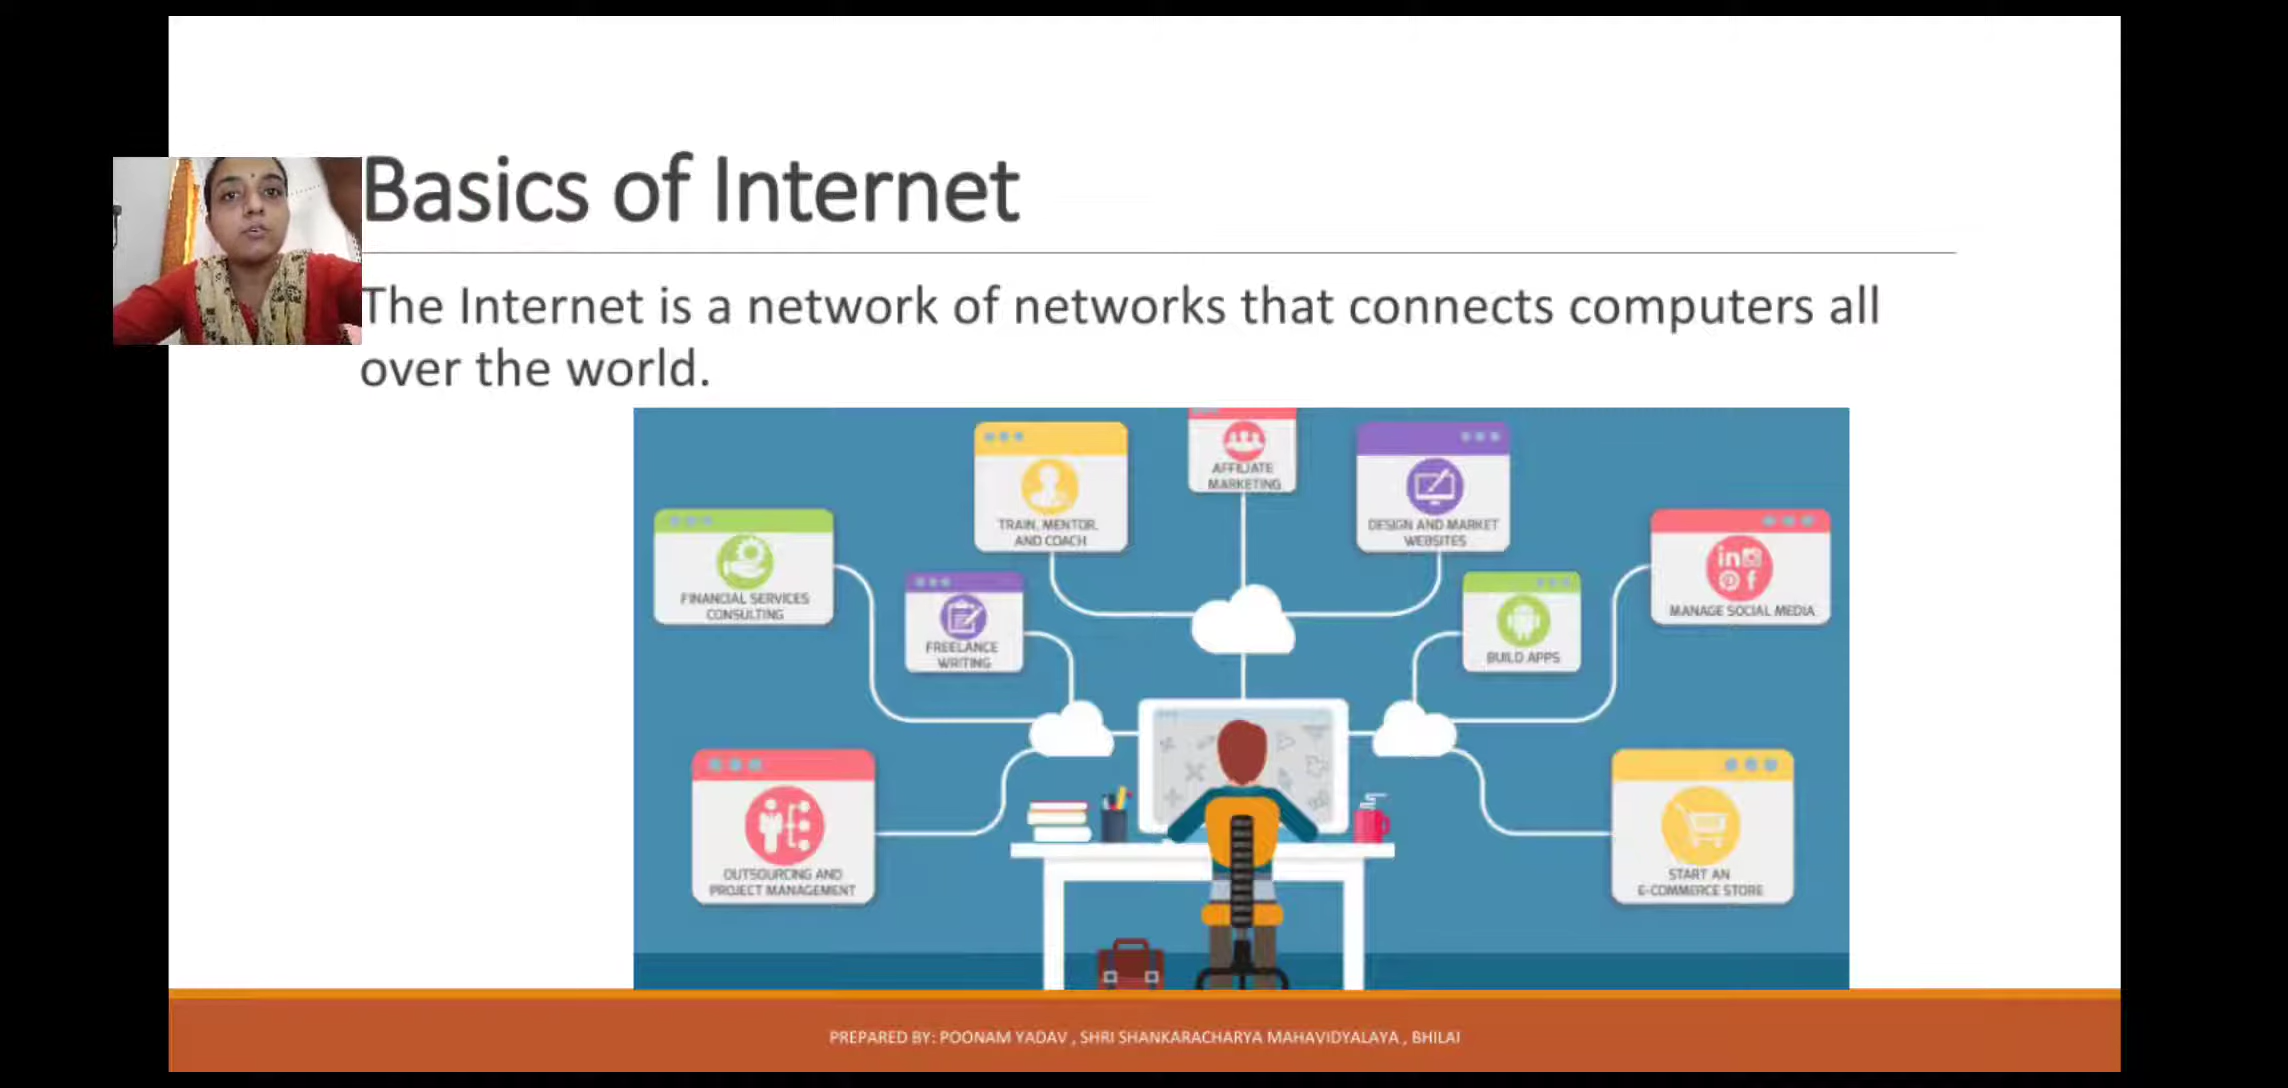 Basics of Internet
The Internet is a network of networks that connects computers all
over the world.
AFFILIATE
MARKETING
TRAIN, MENTOR,
AND COACH
DESIGN AND MARKET
WEBSITES
FINANCIAL SERVICES
CONSULTING
FREELANCE
WRITING
BUILD APPS
in
f
MANAGE SOCIAL MEDIA
OUTSOURCING AND
PROJECT MANAGEMENT
START AN
E-COMMERCE STORE
PREPARED BY: POONAM YADAV , SHRI SHANKARACHARYA MAHAVIDYALAYA , BHILAI